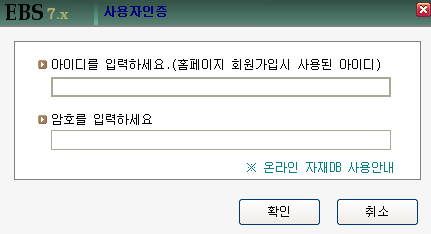 EBS 7.x 사용자인증
아이디를 입력하세요.(홈페이지 회원가입시 사용된 아이디)
암호를 입력하세요
※ 온라인 자재DB 사용안내
확인 취소